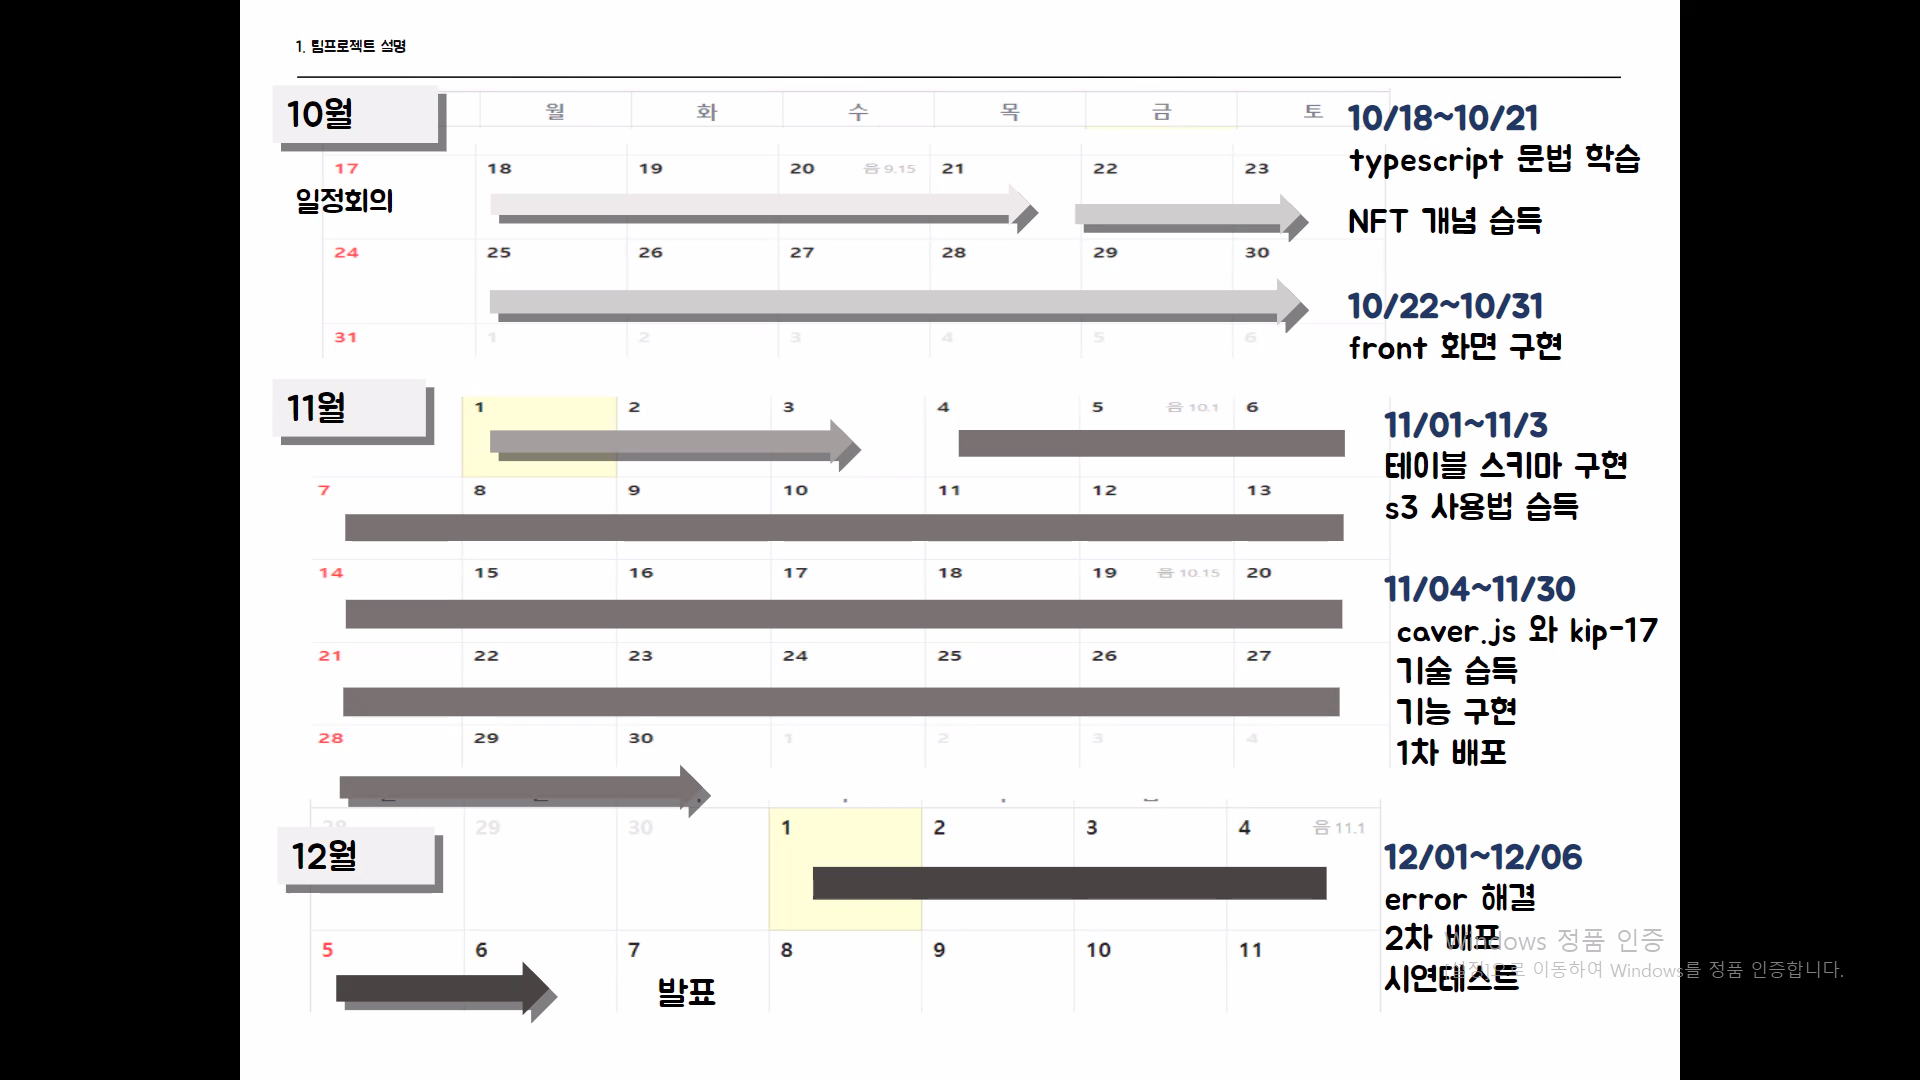 1. 팀프로젝트 설명
10월
월 화 수 목 금 토
17 18 19 20 음 9.15 21 22 23
일정회의
24 25 26 27 28 29 30
31 1 2 3 4 5 6
10/18~10/21
typescript 문법 학습
NFT 개념 습득
10/22~10/31
front 화면 구현
11월
1 2 3 4 5 음 10.1 6
7 8 9 10 11 12 13
14 15 16 17 18 19 음 10.15 20
21 22 23 24 25 26 27
28 29 30 1 2 3 4
11/01~11/3
테이블 스키마 구현
s3 사용법 습득
11/04~11/30
caver.js 와 kip-17
기술 습득
기능 구현
1차 배포
12월
28 29 30 1 2 3 4 음 11.1
5 6 7 8 9 10 11
발표
12/01~12/06
error 해결
2차 배포
시연테스트
Windows 정품 인증
[설정]으로 이동하여 Windows를 정품 인증합니다.